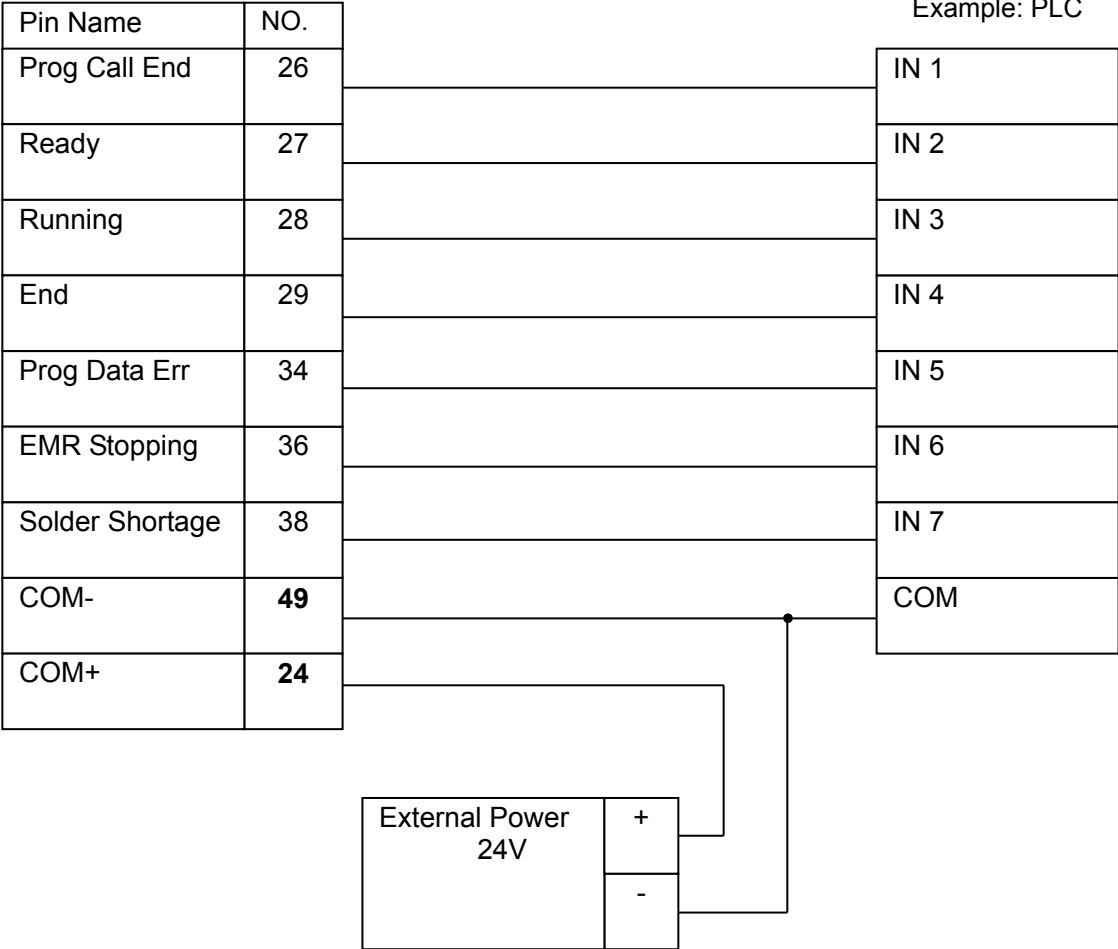 Example: PLC
Pin Name NO.
Prog Call End 26 IN 1
Ready 27 IN 2
Running 28 IN 3
End 29 IN 4
Prog Data Err 34 IN 5
EMR Stopping 36 IN 6
Solder Shortage 38 IN 7
COM- 49 COM
COM+ 24
External Power +
24V
-